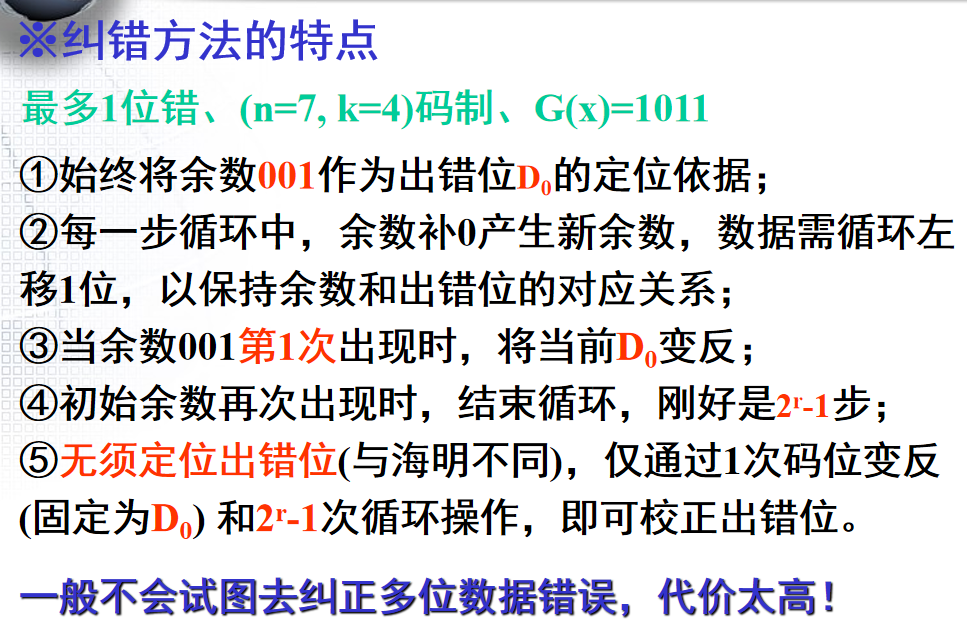 ※纠错方法的特点
最多1位错、(n=7, k=4)码制、G(x)=1011
①始终将余数001作为出错位D₀的定位依据；
②每一步循环中，余数补0产生新余数，数据需循环左
移1位，以保持余数和出错位的对应关系；
③当余数001第1次出现时，将当前D₀变反；
④初始余数再次出现时，结束循环，刚好是2ʳ-1步；
⑤无须定位出错位(与海明不同)，仅通过1次码位变反
(固定为D₀) 和2ʳ-1次循环操作，即可校正出错位。
一般不会试图去纠正多位数据错误，代价太高！